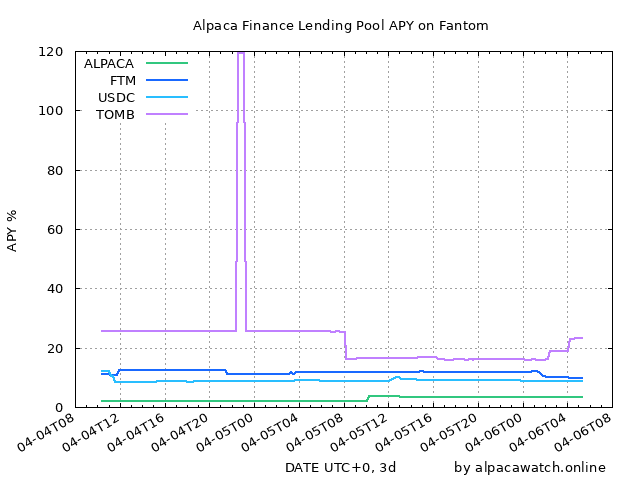 Alpaca Finance Lending Pool APY on Fantom
120
100
80
60
40
20
0
APY %
ALPACA
FTM
USDC
TOMB
04-04T08
04-04T12
04-04T16
04-04T20
04-05T00
04-05T04
04-05T08
04-05T12
04-05T16
04-05T20
04-06T00
04-06T04
04-06T08
DATE UTC+0, 3d by alpacawatch.online